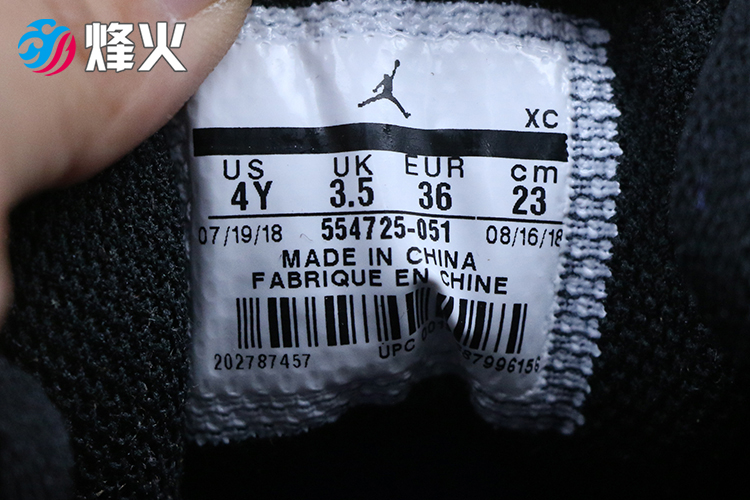 烽火
XC
US UK EUR cm
4Y 3.5 36 23
07/19/18 554725-051 08/16/18
MADE IN CHINA
FABRIQUE EN CHINE
202787457 UPC